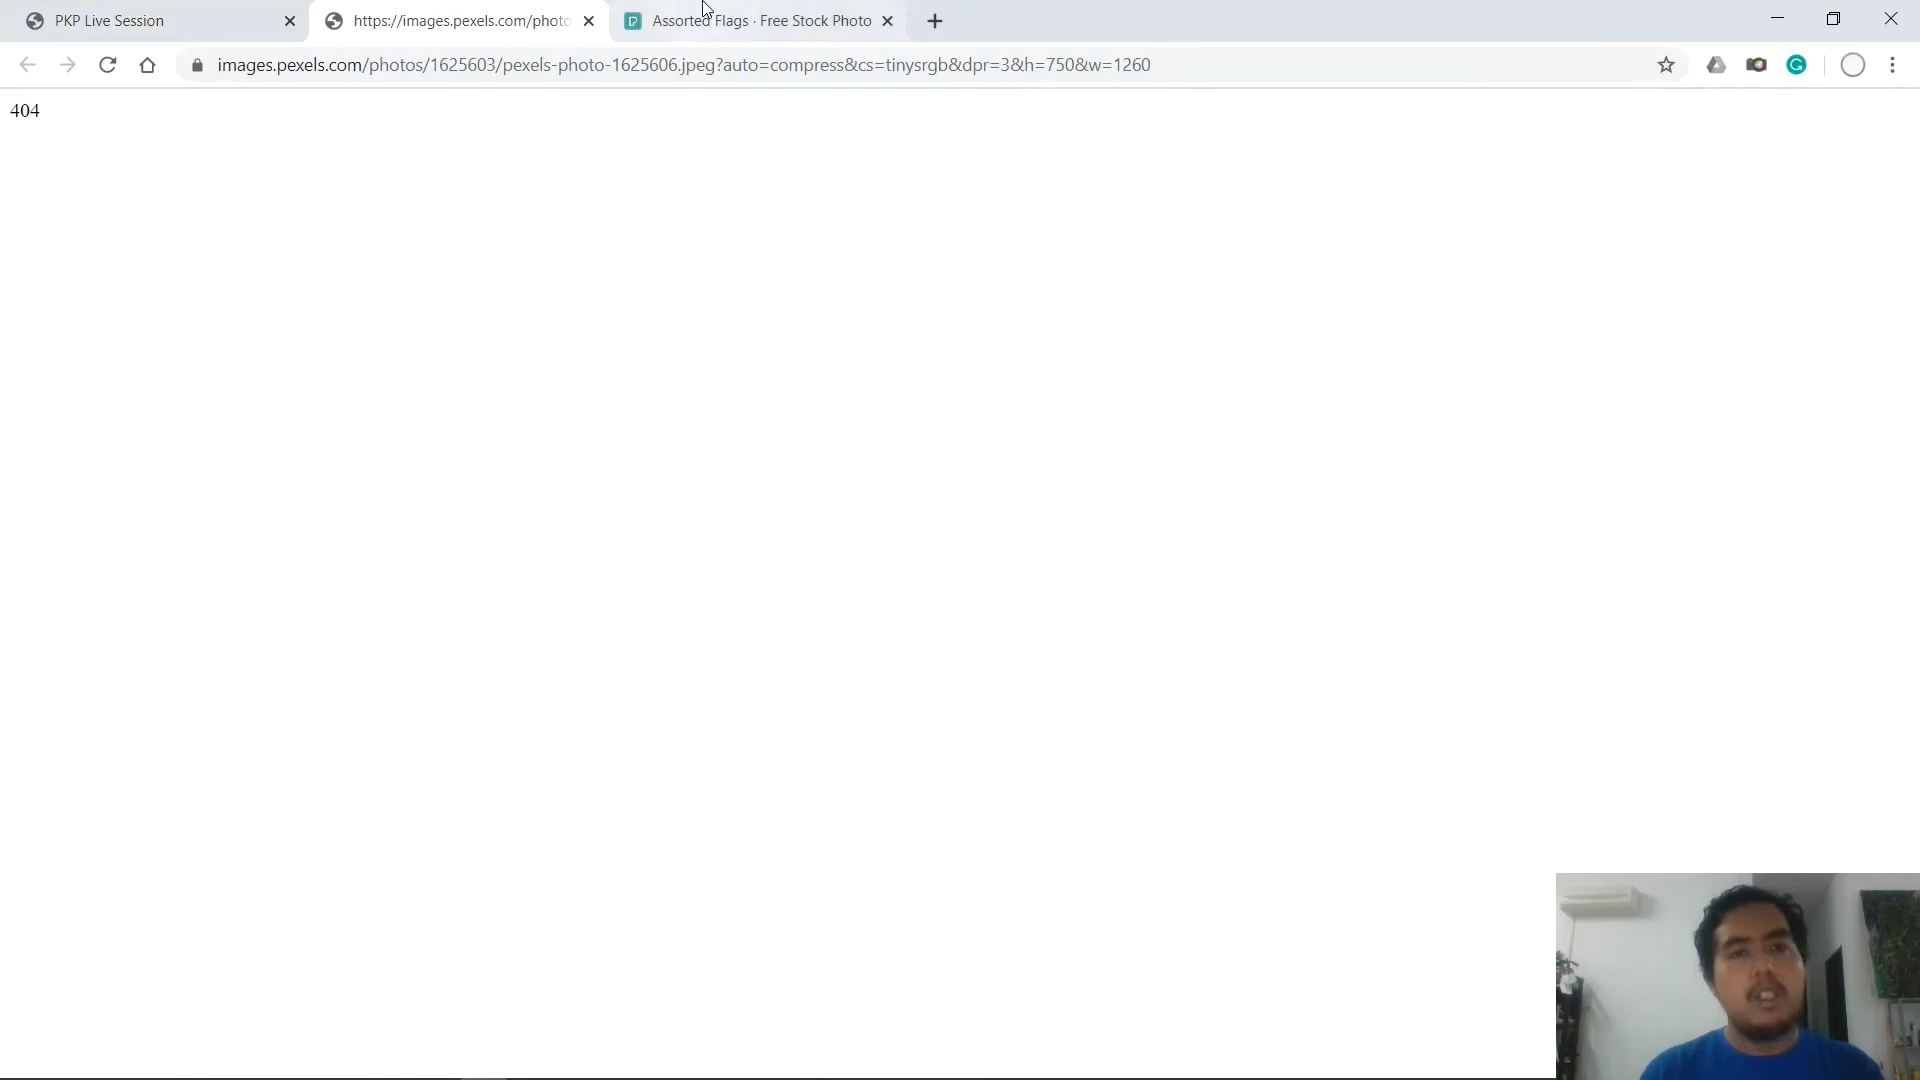 PKP Live Session
https://images.pexels.com/photo
Assorted Flags · Free Stock Photo
images.pexels.com/photos/1625603/pexels-photo-1625606.jpeg?auto=compress&cs=tinysrgb&dpr=3&h=750&w=1260
404